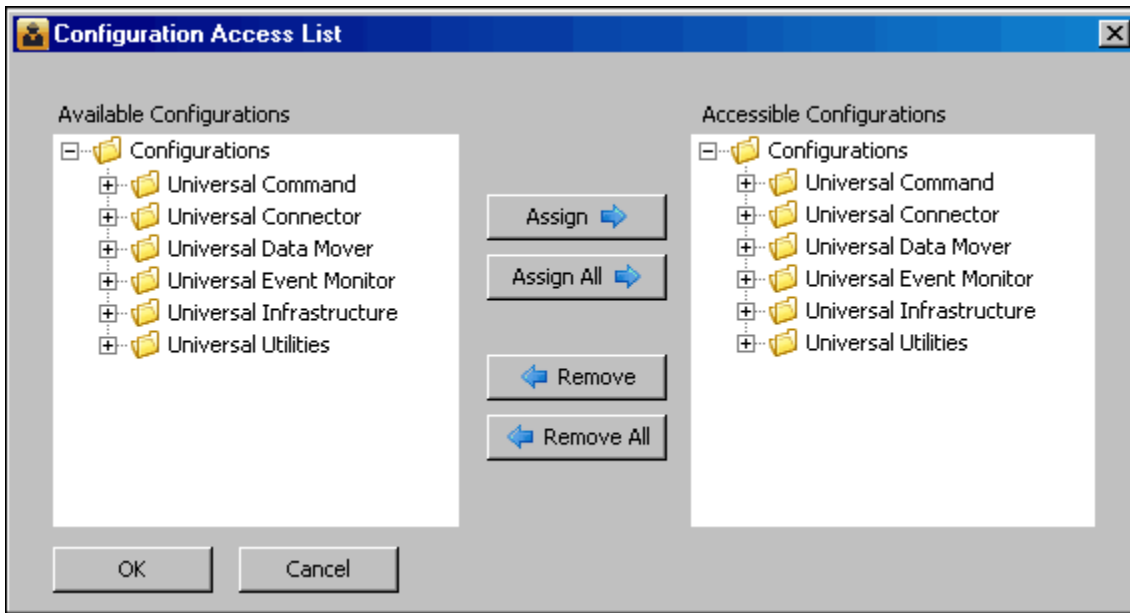 Configuration Access List
Available Configurations
Configurations
Universal Command
Universal Connector
Universal Data Mover
Universal Event Monitor
Universal Infrastructure
Universal Utilities
Assign
Assign All
Remove
Remove All
Accessible Configurations
Configurations
Universal Command
Universal Connector
Universal Data Mover
Universal Event Monitor
Universal Infrastructure
Universal Utilities
OK
Cancel